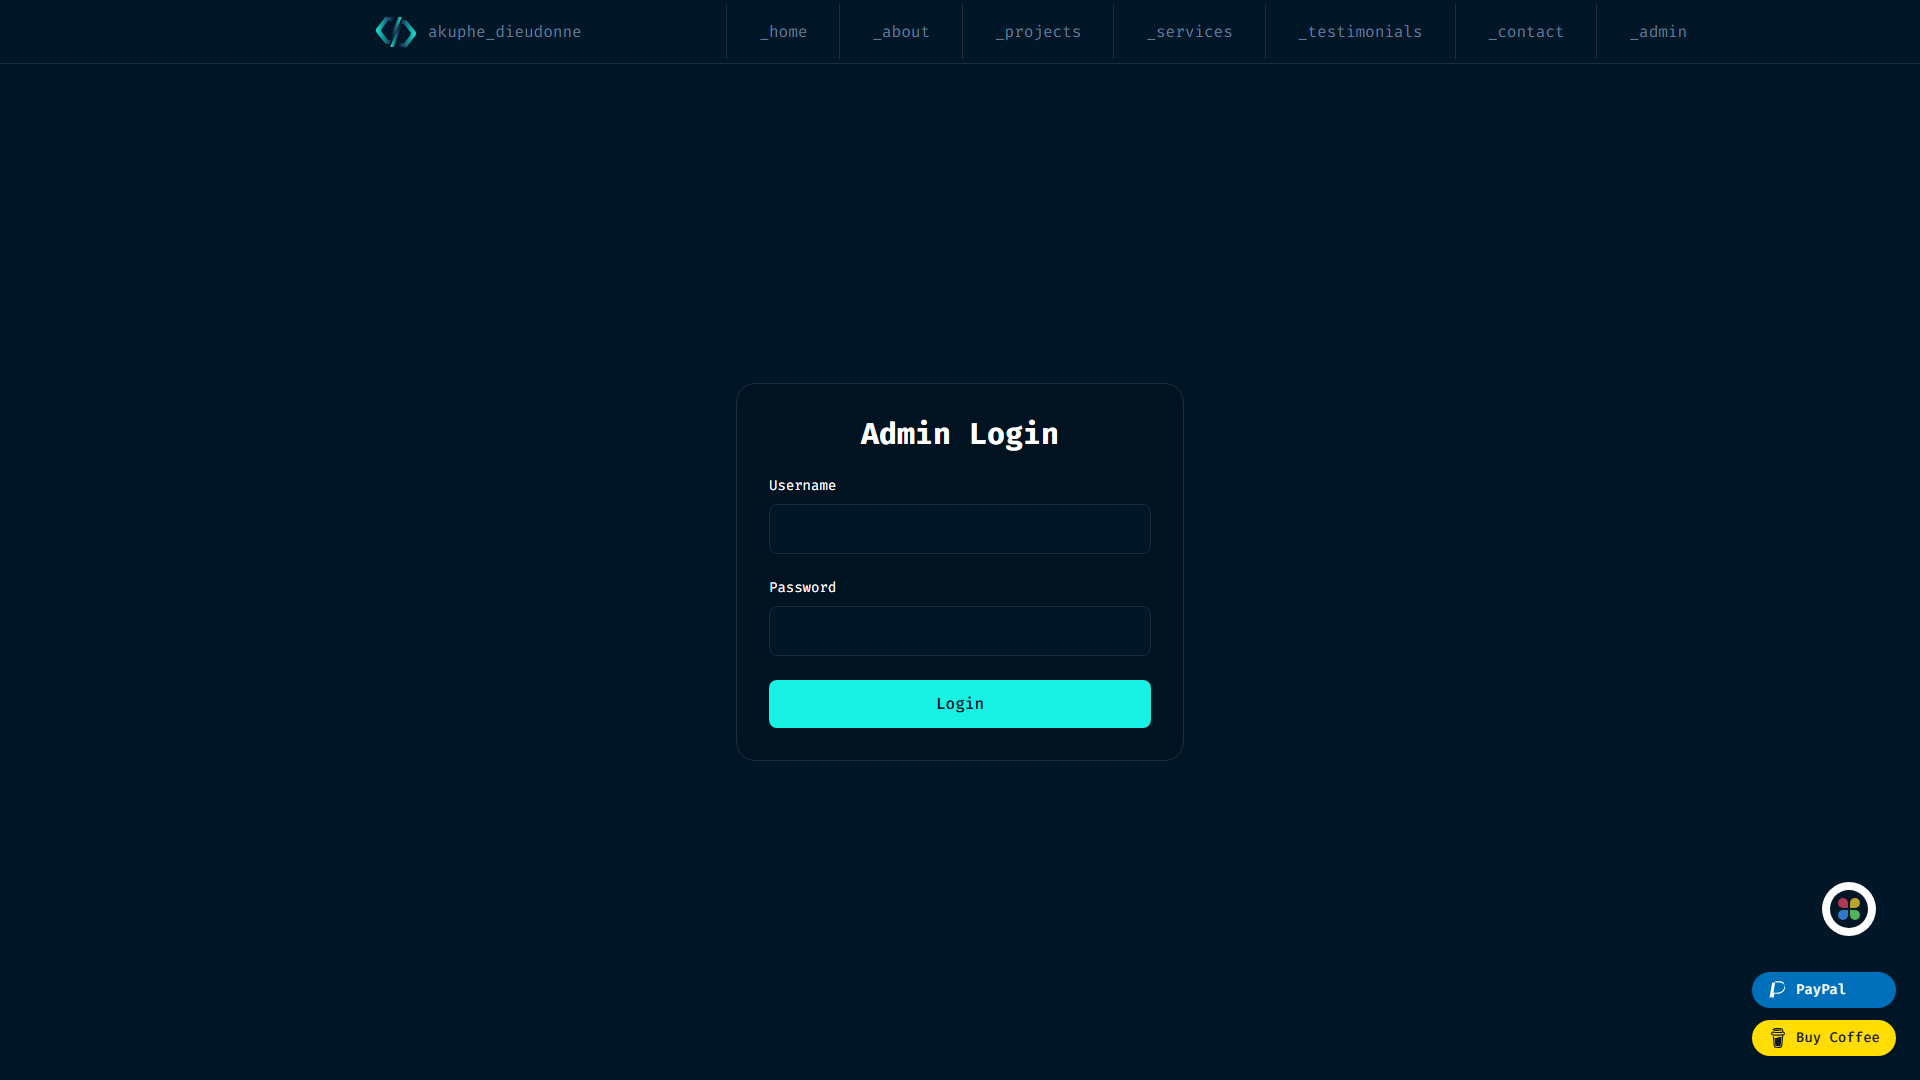 akuphe_dieudonne
_home
_about
_projects
_services
_testimonials
_contact
_admin
Admin Login
Username
Password
Login
PayPal
Buy Coffee